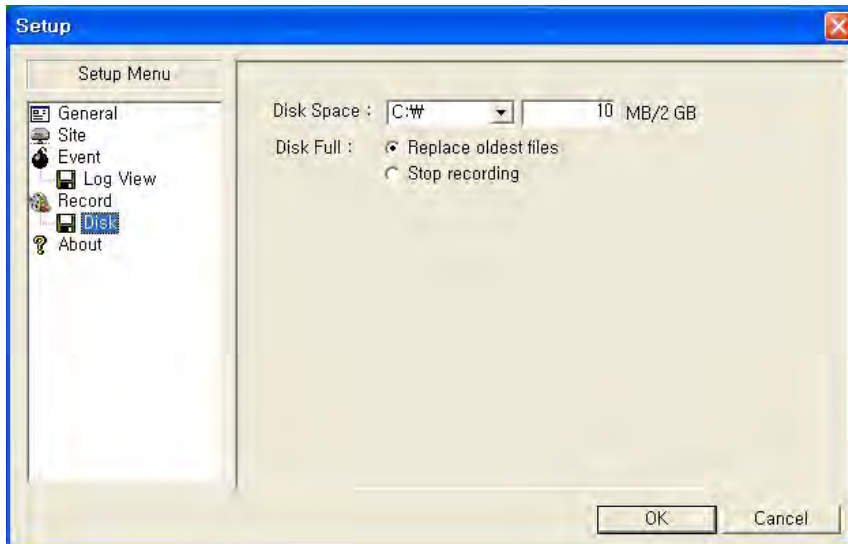 Setup
Setup Menu
General
Site
Event
Log View
Record
Disk
About
Disk Space : C:₩ 10 MB/2 GB
Disk Full : Replace oldest files
Stop recording
OK Cancel